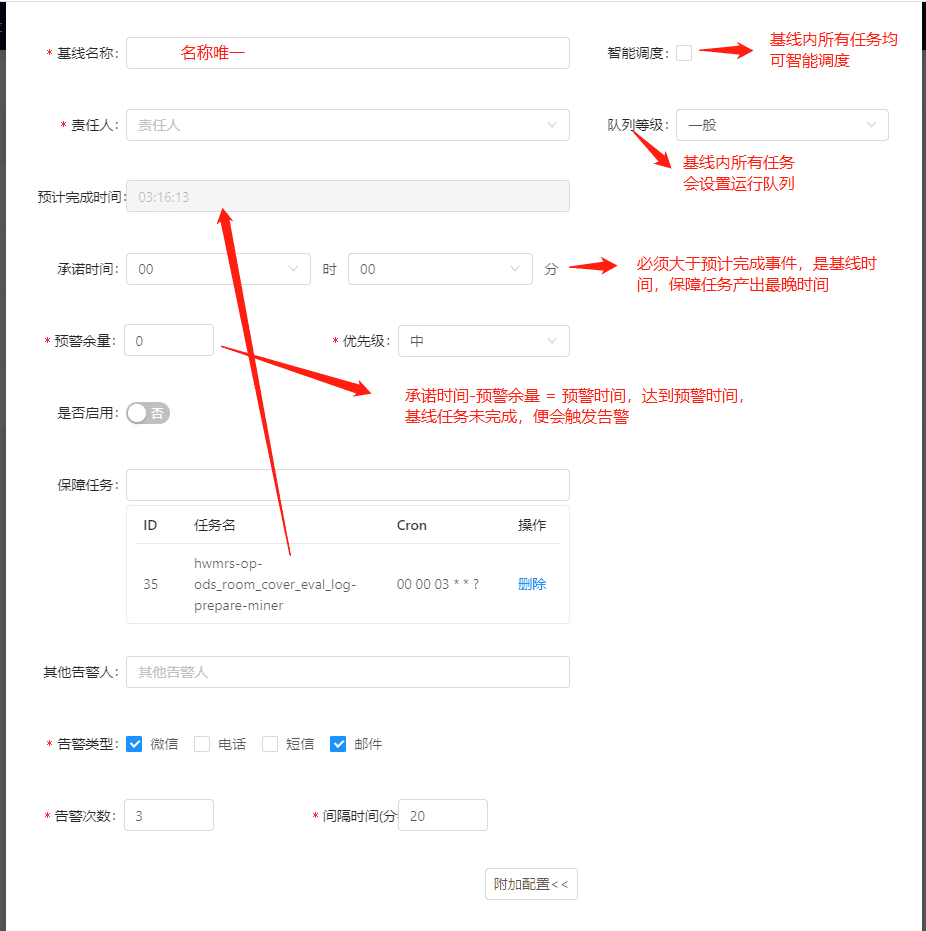 * 基线名称: 名称唯一 智能调度: 基线内所有任务均
可智能调度
* 责任人: 责任人 队列等级: 一般
基线内所有任务
会设置运行队列
预计完成时间: 03:16:13
承诺时间: 00 时 00 分 必须大于预计完成事件，是基线时
间，保障任务产出最晚时间
* 预警余量: 0 * 优先级: 中
承诺时间-预警余量 = 预警时间，达到预警时间，
基线任务未完成，便会触发告警
是否启用: 否
保障任务:
ID 任务名 Cron 操作
35 hwmrs-op-
ods_room_cover_eval_log-
prepare-miner 00 00 03 * * ? 删除
其他告警人: 其他告警人
* 告警类型: 微信 电话 短信 邮件
* 告警次数: 3 * 间隔时间(分 20
附加配置<<